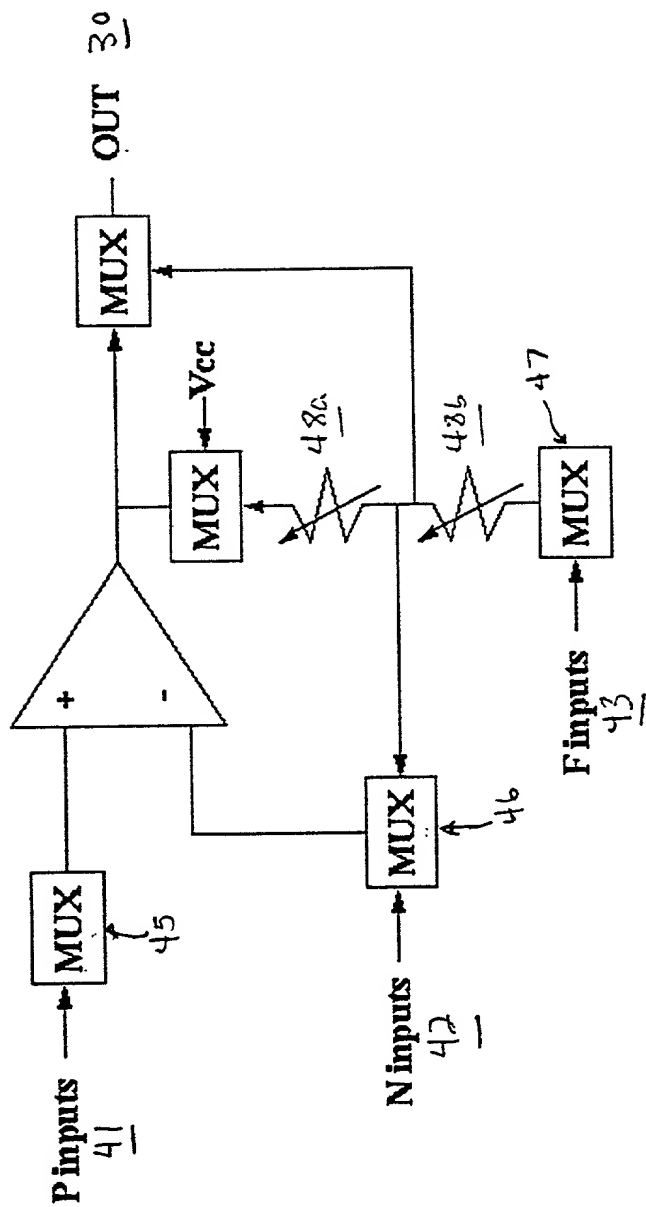 P inputs
41
MUX
45
N inputs
42
MUX
46
+
-
MUX
Vcc
48a
48b
F inputs
43
MUX
47
MUX
OUT 30